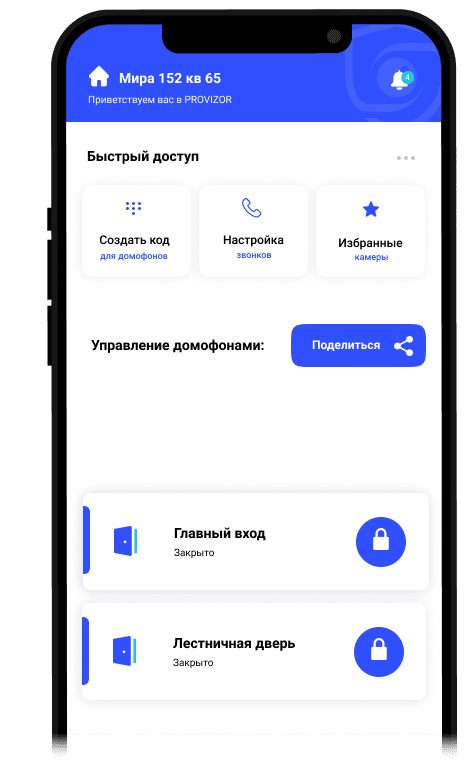 Мира 152 кв 65
4
Приветствуем вас в PROVIZOR
Быстрый доступ
Создать код
для домофонов
Настройка
звонков
Избранные
камеры
Управление домофонами:
Поделиться
Главный вход
Закрыто
Лестничная дверь
Закрыто